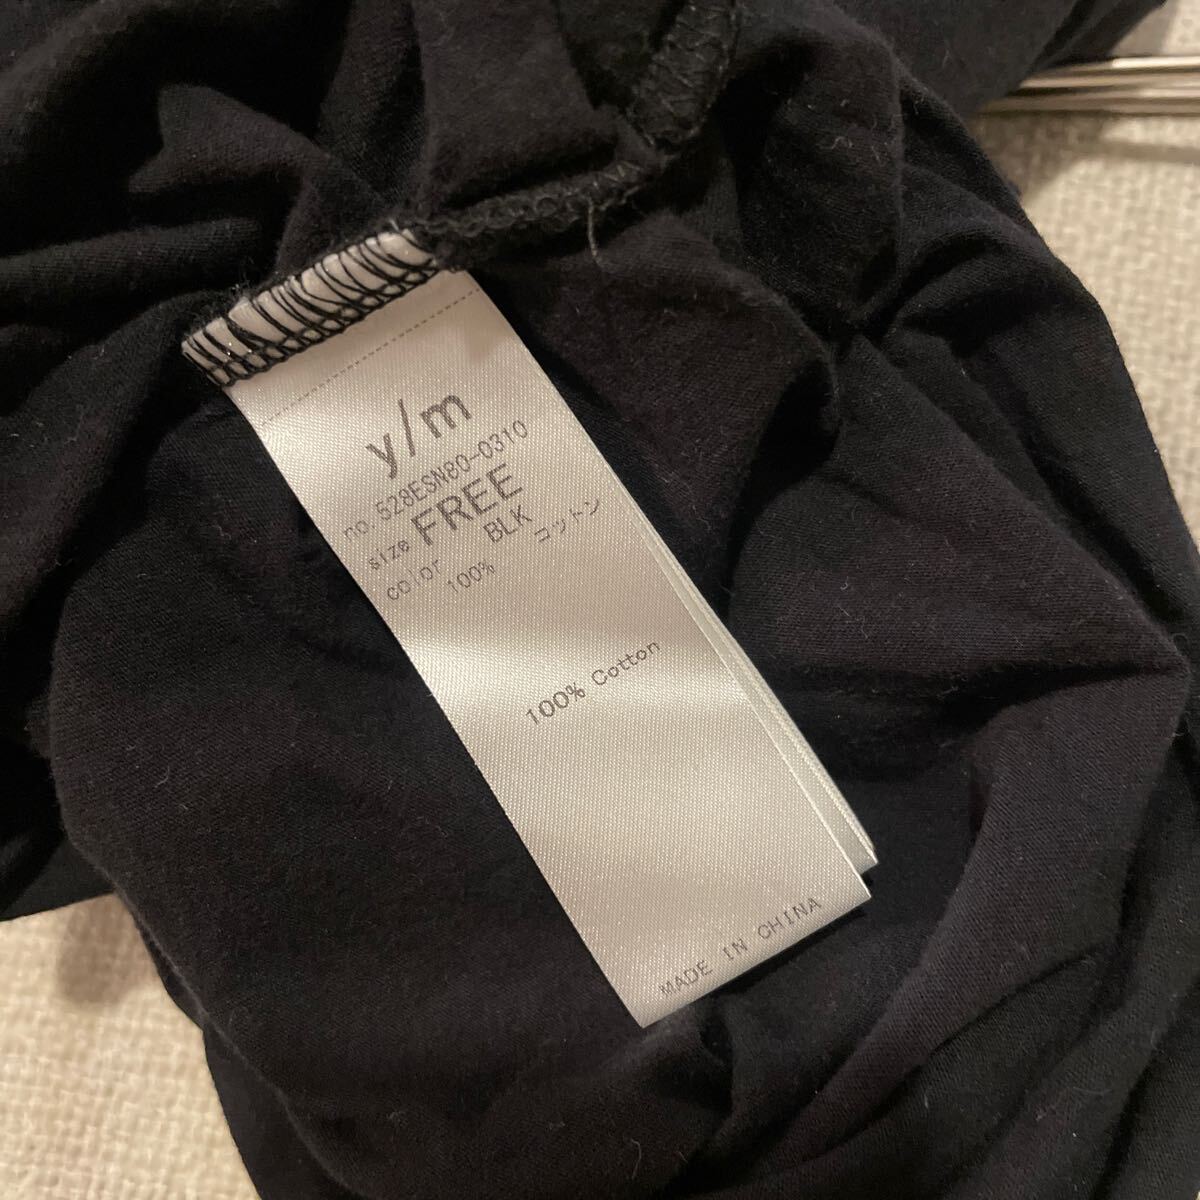 y/m
no. 528ESN80-0310
size FREE
color BLK
100% コットン
100% Cotton
MADE IN CHINA